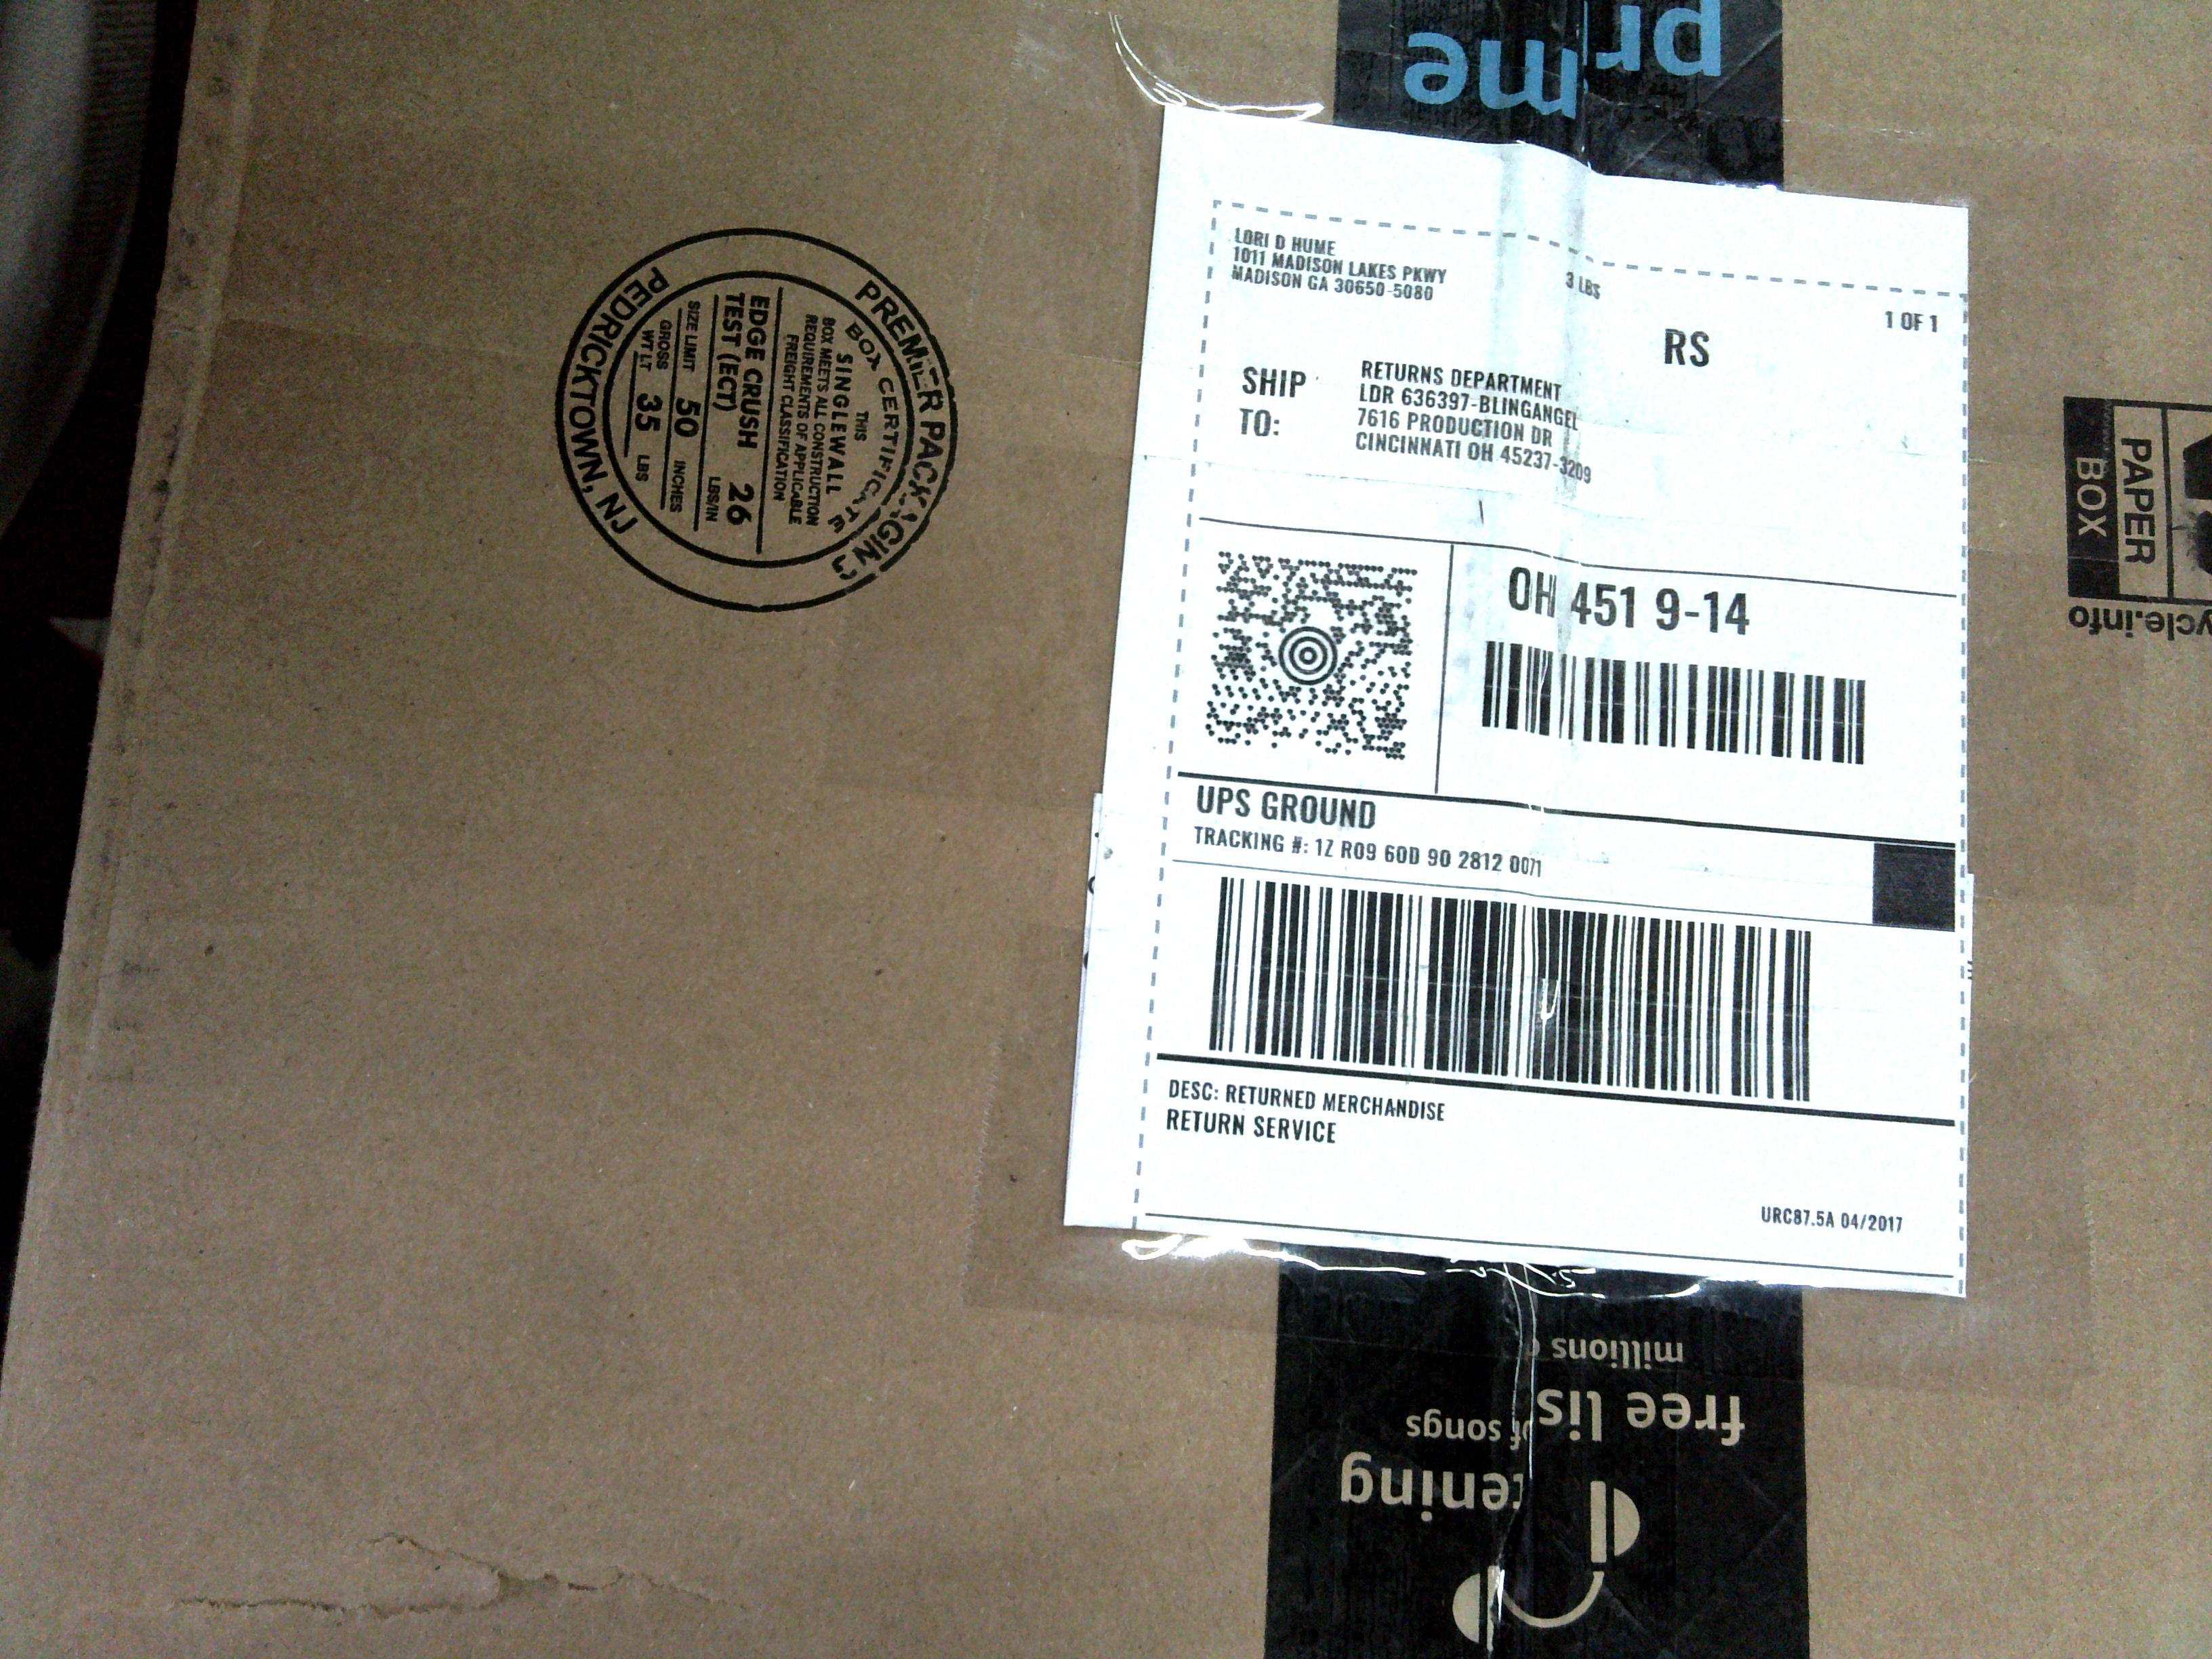 prime
LORI D HUME
1011 MADISON LAKES PKWY
MADISON GA 30650-5080
3 LBS
1 OF 1
RS
SHIP
TO:
RETURNS DEPARTMENT
LDR 636397-BLINGANGEL
7616 PRODUCTION DR
CINCINNATI OH 45237-3209
OH 451 9-14
UPS GROUND
TRACKING #: 1Z R09 60D 90 2812 0071
DESC: RETURNED MERCHANDISE
RETURN SERVICE
URC87.5A 04/2017
PREMIER PACKAGING
BOX CERTIFICATE
THIS
SINGLEWALL
BOX MEETS ALL CONSTRUCTION
REQUIREMENTS OF APPLICABLE
FREIGHT CLASSIFICATION
EDGE CRUSH
TEST (ECT) 26 LBS/IN
SIZE LIMIT 50 INCHES
GROSS
WT LT 35 LBS
PEDRICKTOWN, NJ
PAPER
BOX
ycle.info
free listening
millions of songs